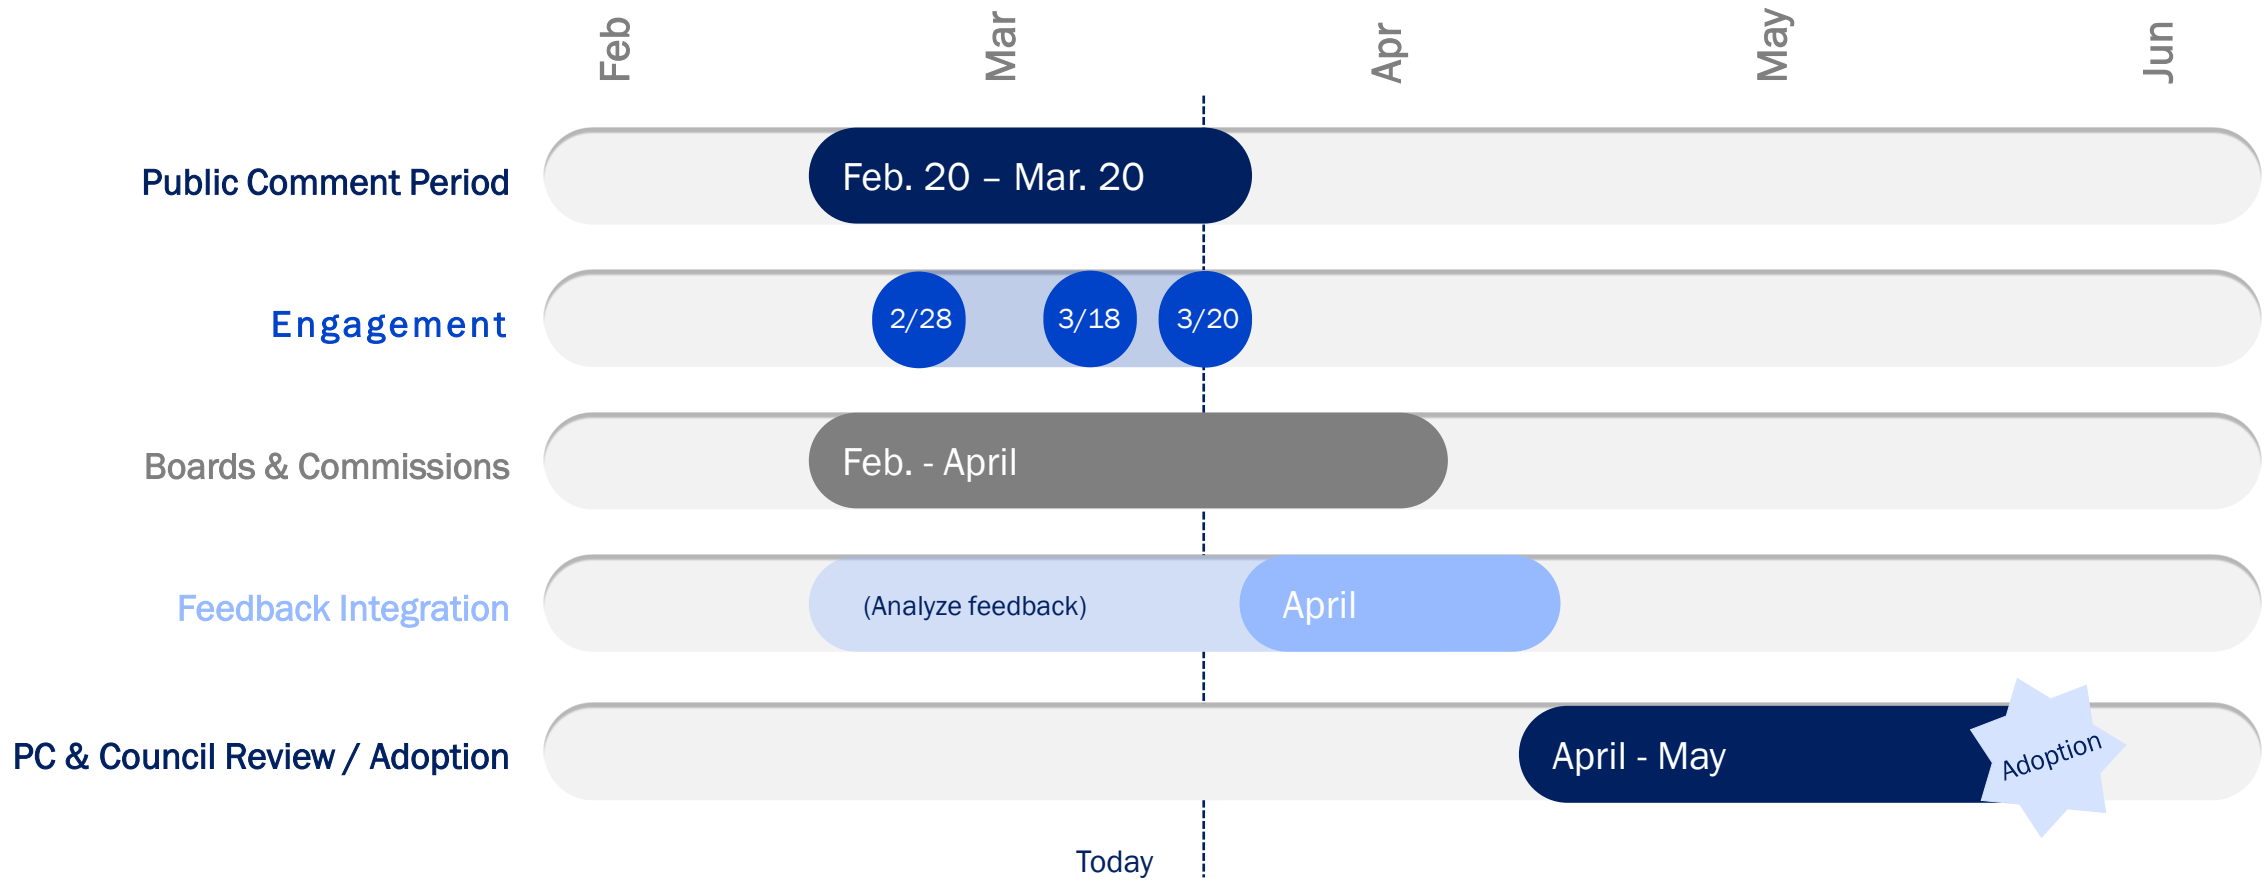 Feb
Mar
Apr
May
Jun
Public Comment Period
Feb. 20 – Mar. 20
Engagement
2/28
3/18
3/20
Boards & Commissions
Feb. - April
Feedback Integration
(Analyze feedback)
April
PC & Council Review / Adoption
April - May
Adoption
Today